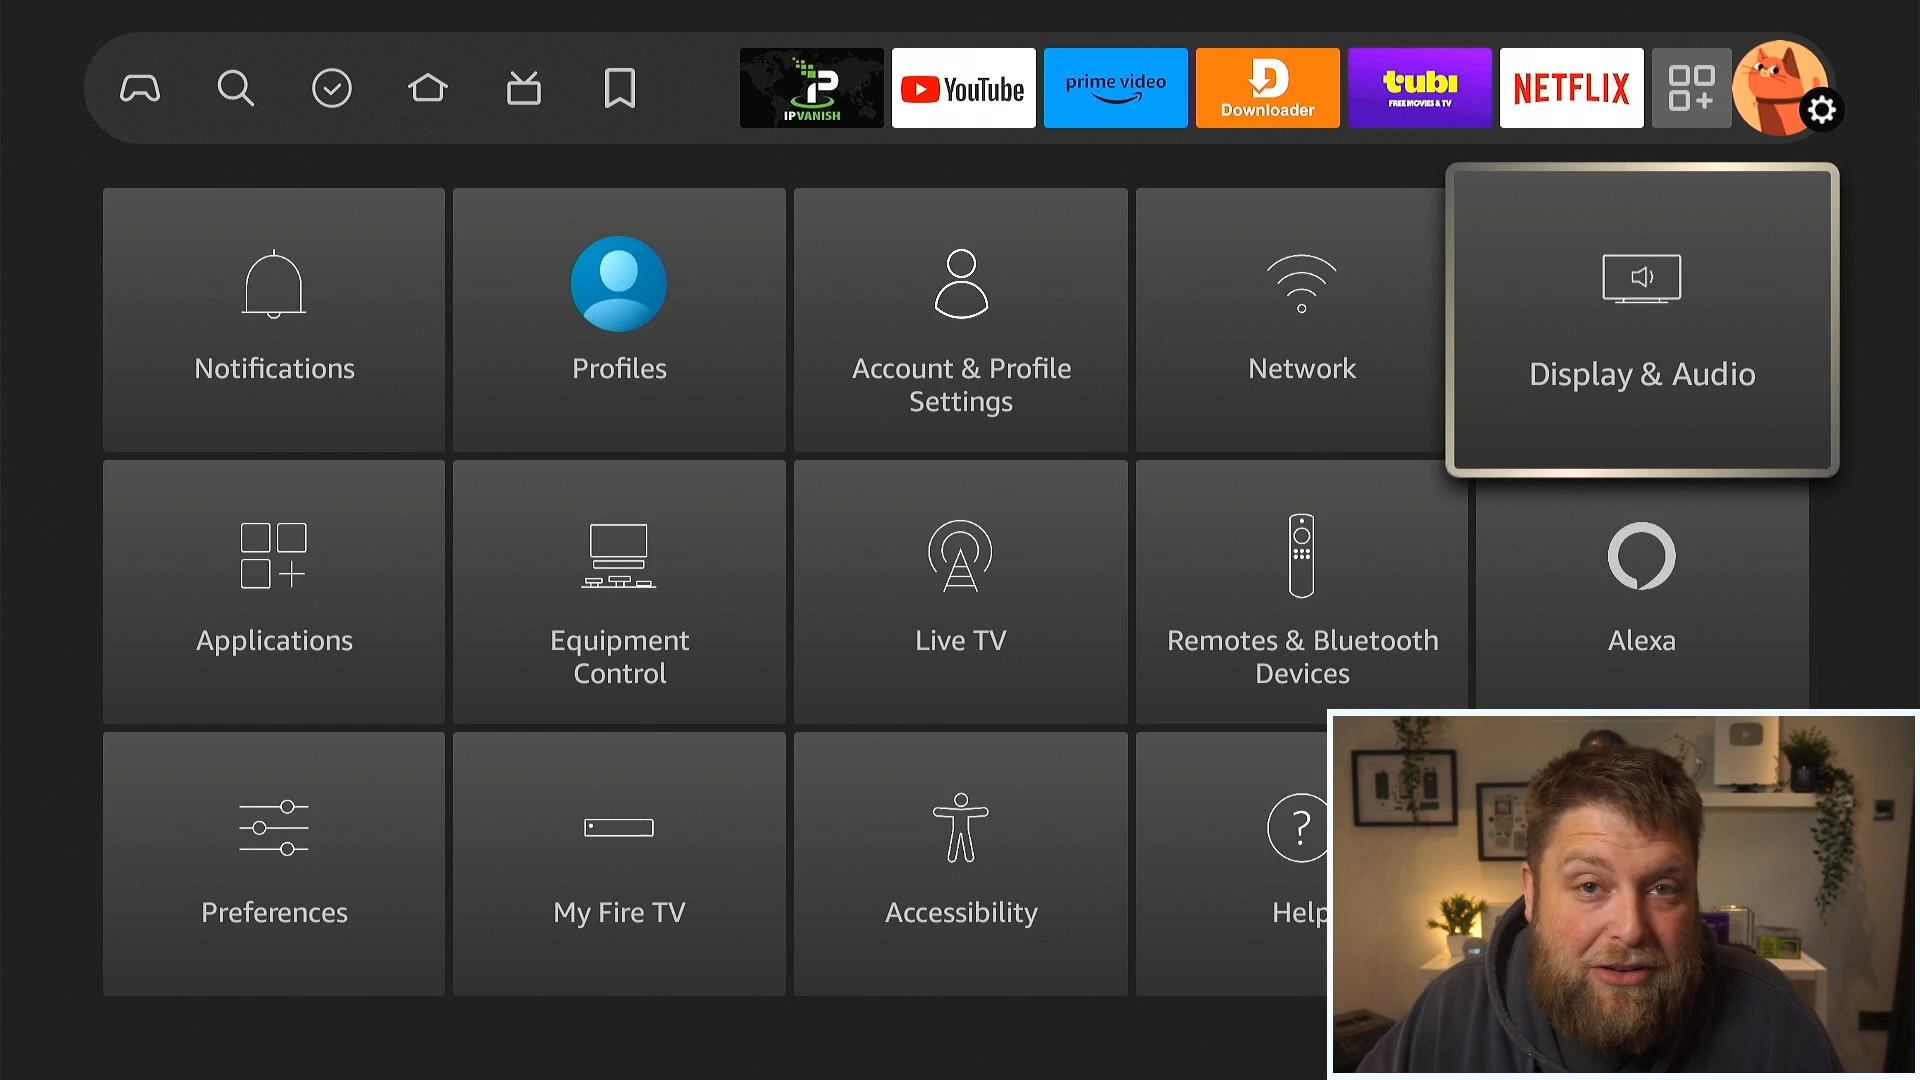 IPVANISH
YouTube
prime video
Downloader
tubi
FREE MOVIES & TV
NETFLIX
Notifications
Profiles
Account & Profile
Settings
Network
Display & Audio
Applications
Equipment
Control
Live TV
Remotes & Bluetooth
Devices
Alexa
Preferences
My Fire TV
Accessibility
Help